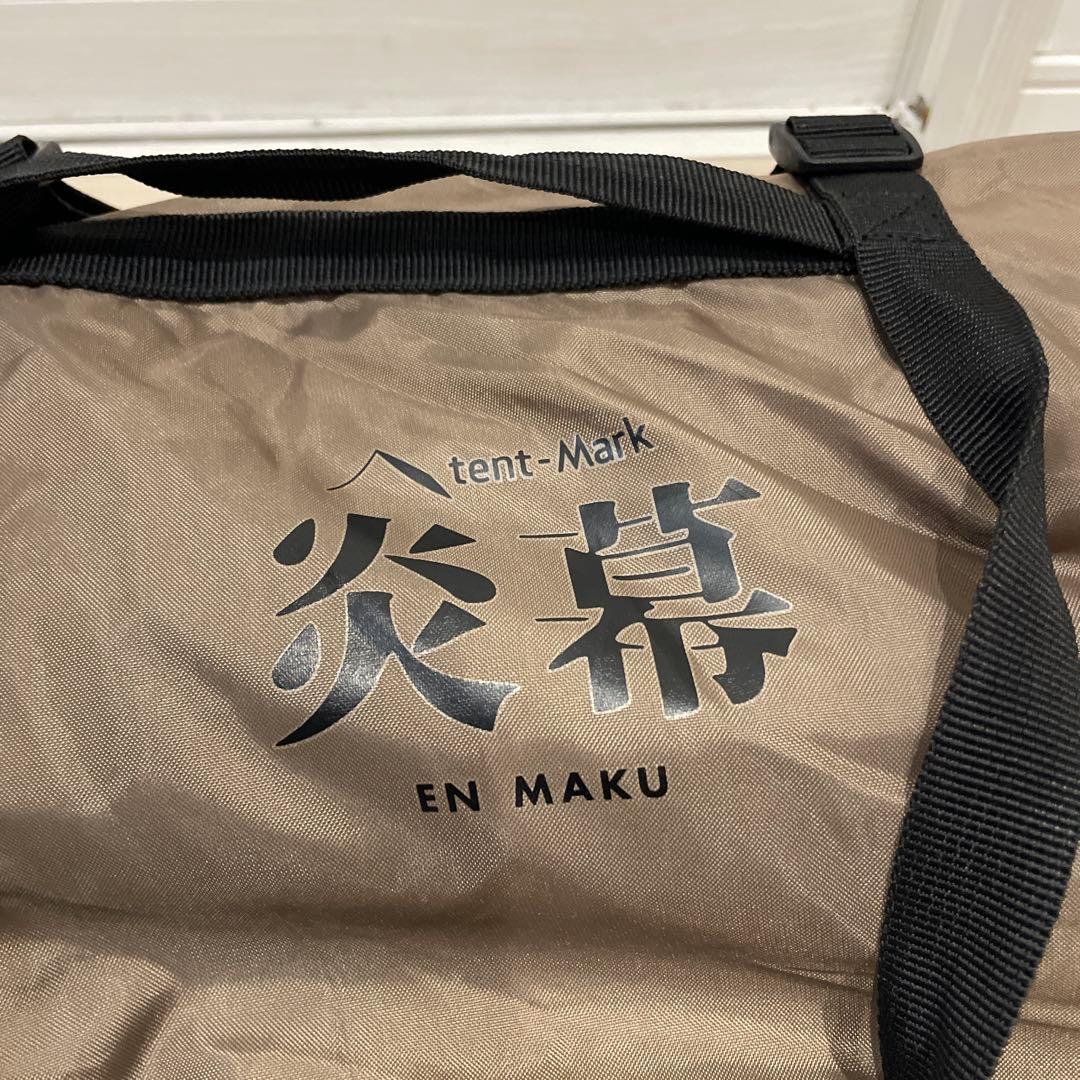 tent-Mark
炎幕
EN MAKU